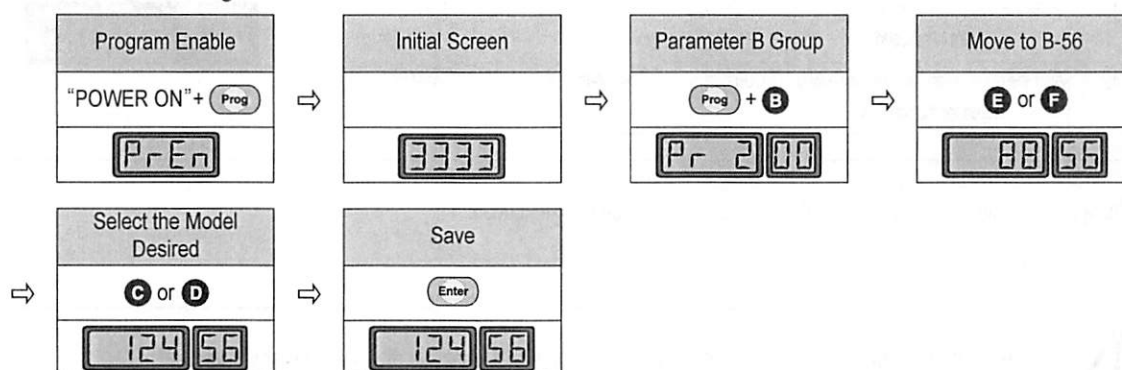 Program Enable
"POWER ON" + Prog
PrEn
Initial Screen
3333
Parameter B Group
Prog + B
Pr 2 00
Move to B-56
E or F
88 56
Select the Model
Desired
C or D
124 56
Save
Enter
124 56